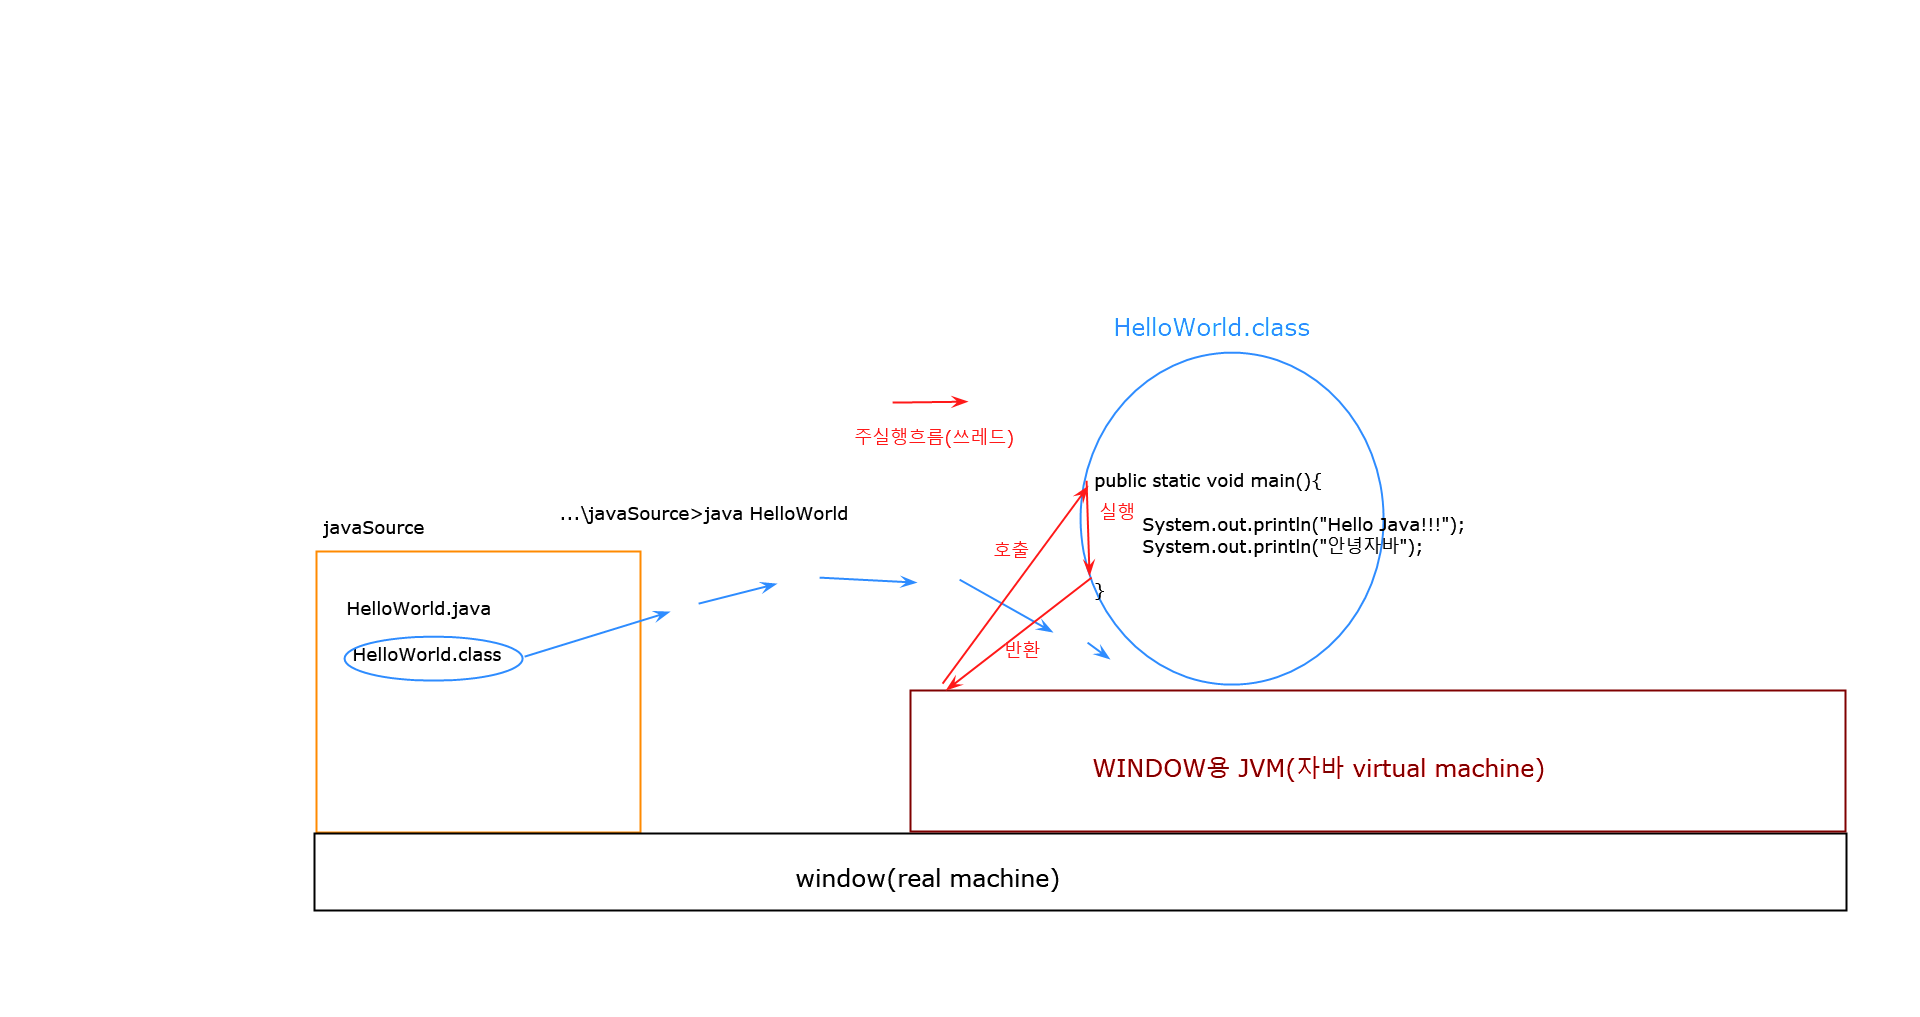 HelloWorld.class
주실행흐름(쓰레드)
public static void main(){
실행
System.out.println("Hello Java!!!");
System.out.println("안녕자바");
}
호출
반환
...\javaSource>java HelloWorld
javaSource
HelloWorld.java
HelloWorld.class
WINDOW용 JVM(자바 virtual machine)
window(real machine)